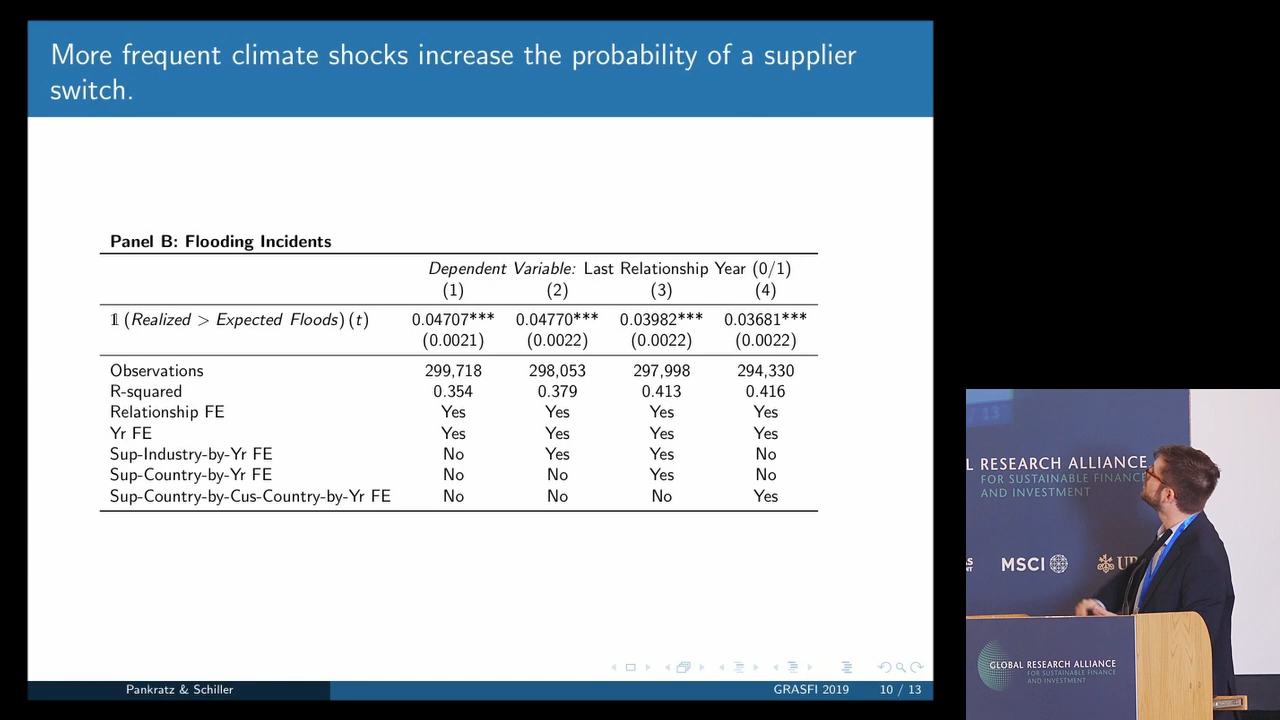 More frequent climate shocks increase the probability of a supplier
switch.
Panel B: Flooding Incidents
Dependent Variable: Last Relationship Year (0/1)
(1) (2) (3) (4)
𝟙 (Realized > Expected Floods) (t) 0.04707*** 0.04770*** 0.03982*** 0.03681***
(0.0021) (0.0022) (0.0022) (0.0022)
Observations 299,718 298,053 297,998 294,330
R-squared 0.354 0.379 0.413 0.416
Relationship FE Yes Yes Yes Yes
Yr FE Yes Yes Yes Yes
Sup-Industry-by-Yr FE No Yes Yes No
Sup-Country-by-Yr FE No No Yes No
Sup-Country-by-Cus-Country-by-Yr FE No No No Yes
Pankratz & Schiller GRASFI 2019 10 / 13
/ 13
L RESEARCH ALLIANCE
FOR SUSTAINABLE FINANCE
AND INVESTMENT
MSCI
GLOBAL RESEARCH ALLIANCE
FOR SUSTAINABLE FINANCE
AND INVESTMENT